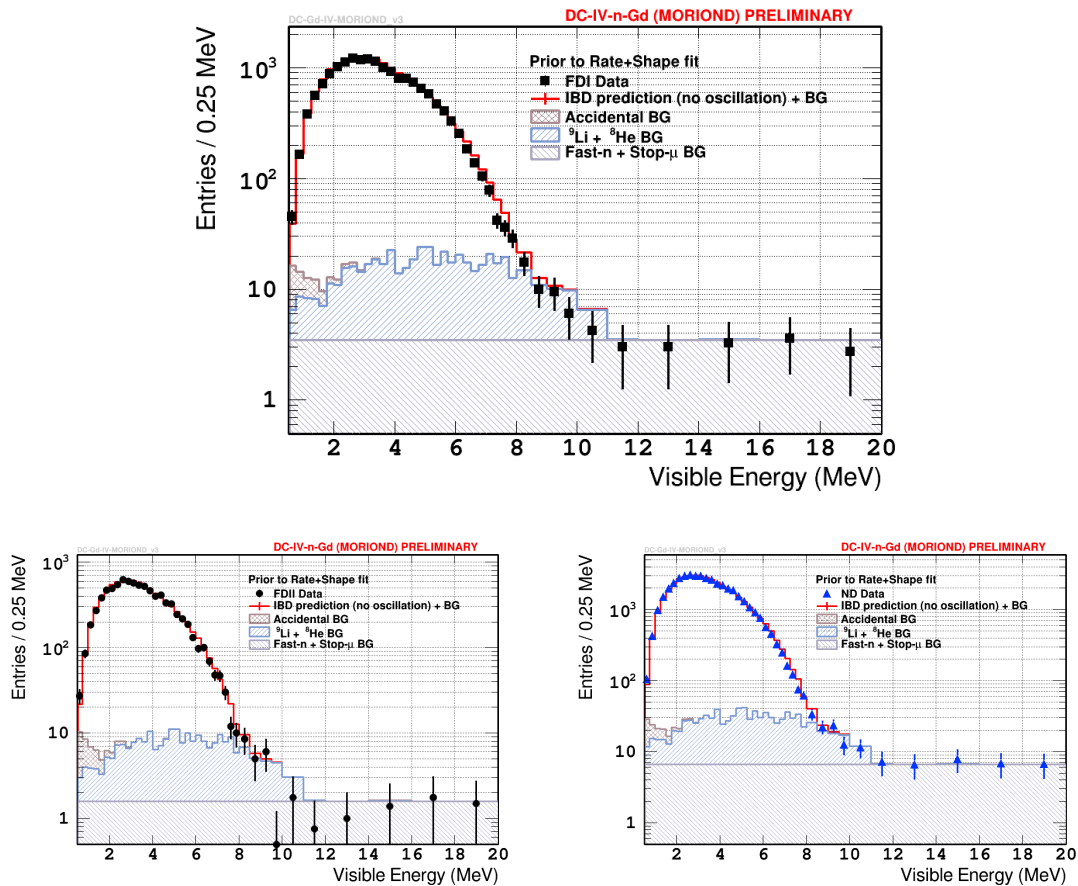 DC-Gd-IV-MORIOND_v3
DC-IV-n-Gd (MORIOND) PRELIMINARY
Entries / 0.25 MeV
10³
10²
10
1
Prior to Rate+Shape fit
FDI Data
IBD prediction (no oscillation) + BG
Accidental BG
⁹Li + ⁸He BG
Fast-n + Stop-μ BG
2 4 6 8 10 12 14 16 18 20
Visible Energy (MeV)
DC-Gd-IV-MORIOND_v3
DC-IV-n-Gd (MORIOND) PRELIMINARY
Entries / 0.25 MeV
10³
10²
10
1
Prior to Rate+Shape fit
FDII Data
IBD prediction (no oscillation) + BG
Accidental BG
⁹Li + ⁸He BG
Fast-n + Stop-μ BG
2 4 6 8 10 12 14 16 18 20
Visible Energy (MeV)
DC-Gd-IV-MORIOND_v3
DC-IV-n-Gd (MORIOND) PRELIMINARY
Entries / 0.25 MeV
10³
10²
10
1
Prior to Rate+Shape fit
ND Data
IBD prediction (no oscillation) + BG
Accidental BG
⁹Li + ⁸He BG
Fast-n + Stop-μ BG
2 4 6 8 10 12 14 16 18 20
Visible Energy (MeV)